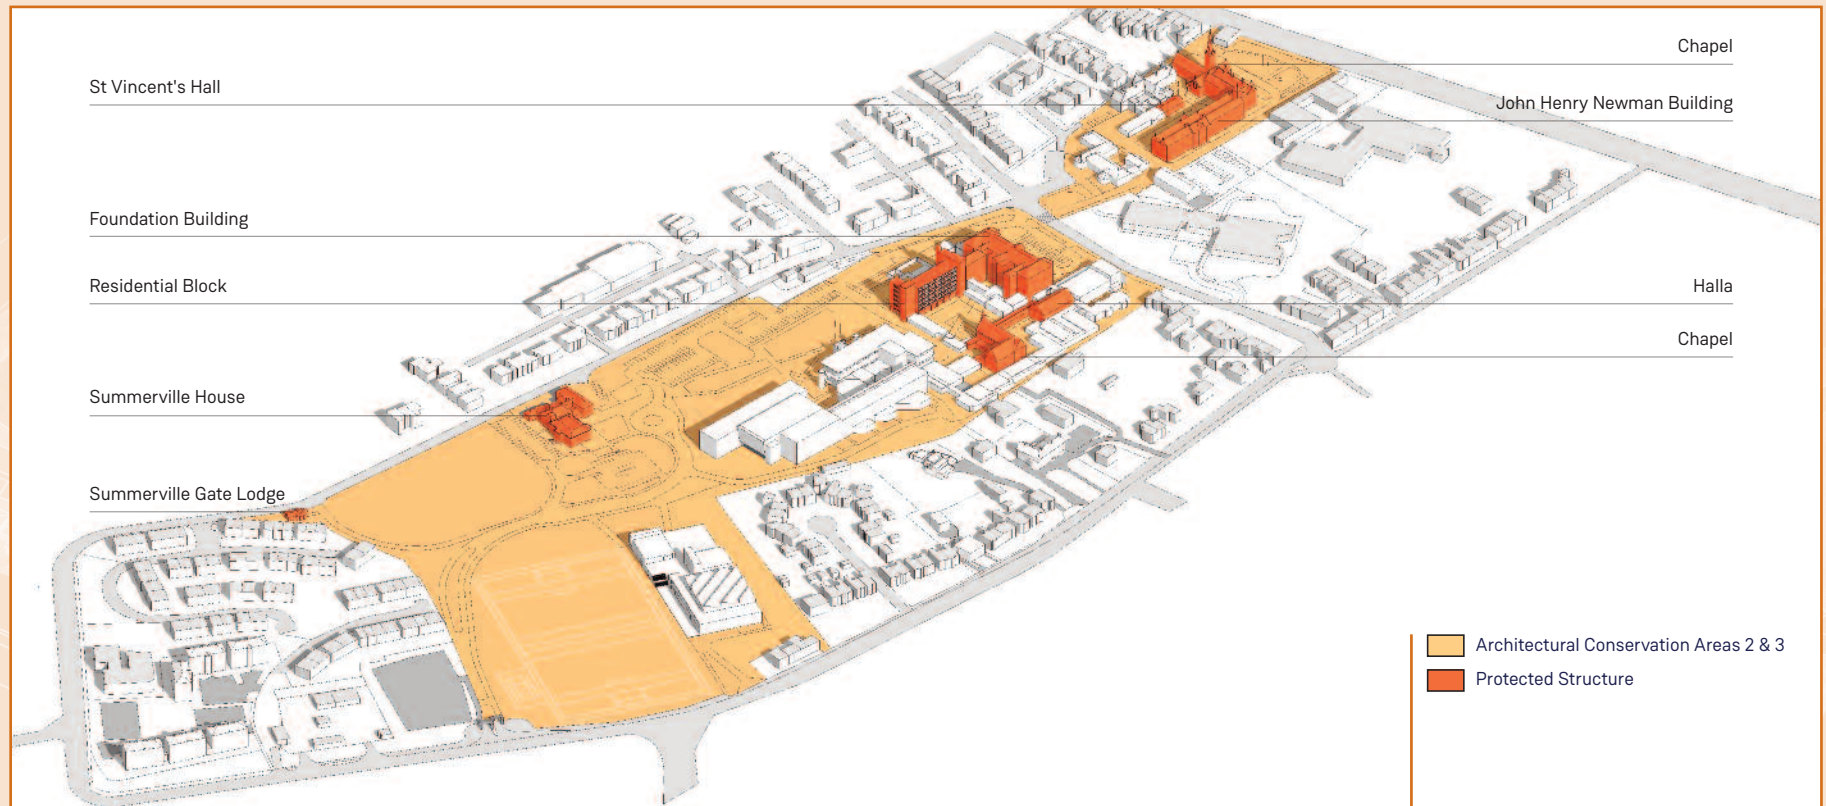 St Vincent's Hall
Foundation Building
Residential Block
Summerville House
Summerville Gate Lodge
Chapel
John Henry Newman Building
Halla
Chapel
Architectural Conservation Areas 2 & 3
Protected Structure